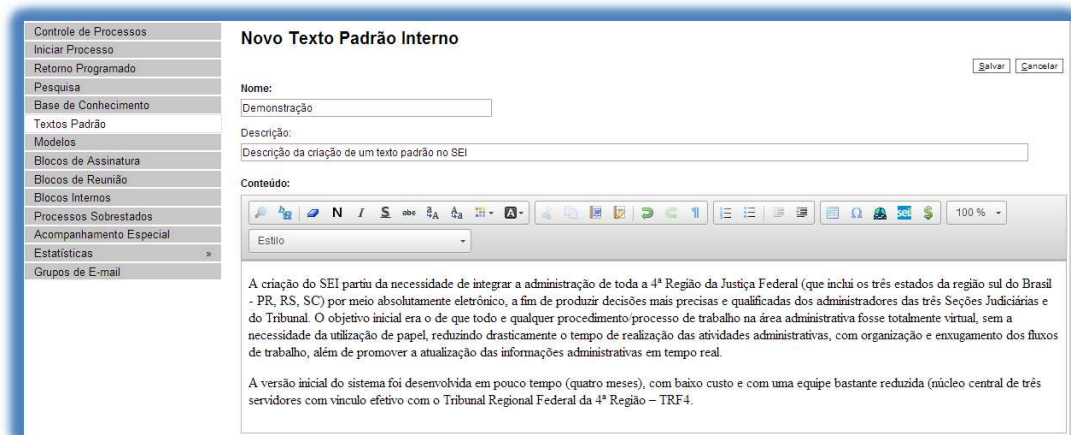 Controle de Processos
Iniciar Processo
Retorno Programado
Pesquisa
Base de Conhecimento
Textos Padrão
Modelos
Blocos de Assinatura
Blocos de Reunião
Blocos Internos
Processos Sobrestados
Acompanhamento Especial
Estatísticas »
Grupos de E-mail
Novo Texto Padrão Interno
Salvar Cancelar
Nome:
Demonstração
Descrição:
Descrição da criação de um texto padrão no SEI
Conteúdo:
N I S abc A A A Ω sei $ 100 %
Estilo
A criação do SEI partiu da necessidade de integrar a administração de toda a 4ª Região da Justiça Federal (que inclui os três estados da região sul do Brasil
- PR, RS, SC) por meio absolutamente eletrônico, a fim de produzir decisões mais precisas e qualificadas dos administradores das três Seções Judiciárias e
do Tribunal. O objetivo inicial era o de que todo e qualquer procedimento/processo de trabalho na área administrativa fosse totalmente virtual, sem a
necessidade da utilização de papel, reduzindo drasticamente o tempo de realização das atividades administrativas, com organização e enxugamento dos fluxos
de trabalho, além de promover a atualização das informações administrativas em tempo real.
A versão inicial do sistema foi desenvolvida em pouco tempo (quatro meses), com baixo custo e com uma equipe bastante reduzida (núcleo central de três
servidores com vínculo efetivo com o Tribunal Regional Federal da 4ª Região – TRF4.